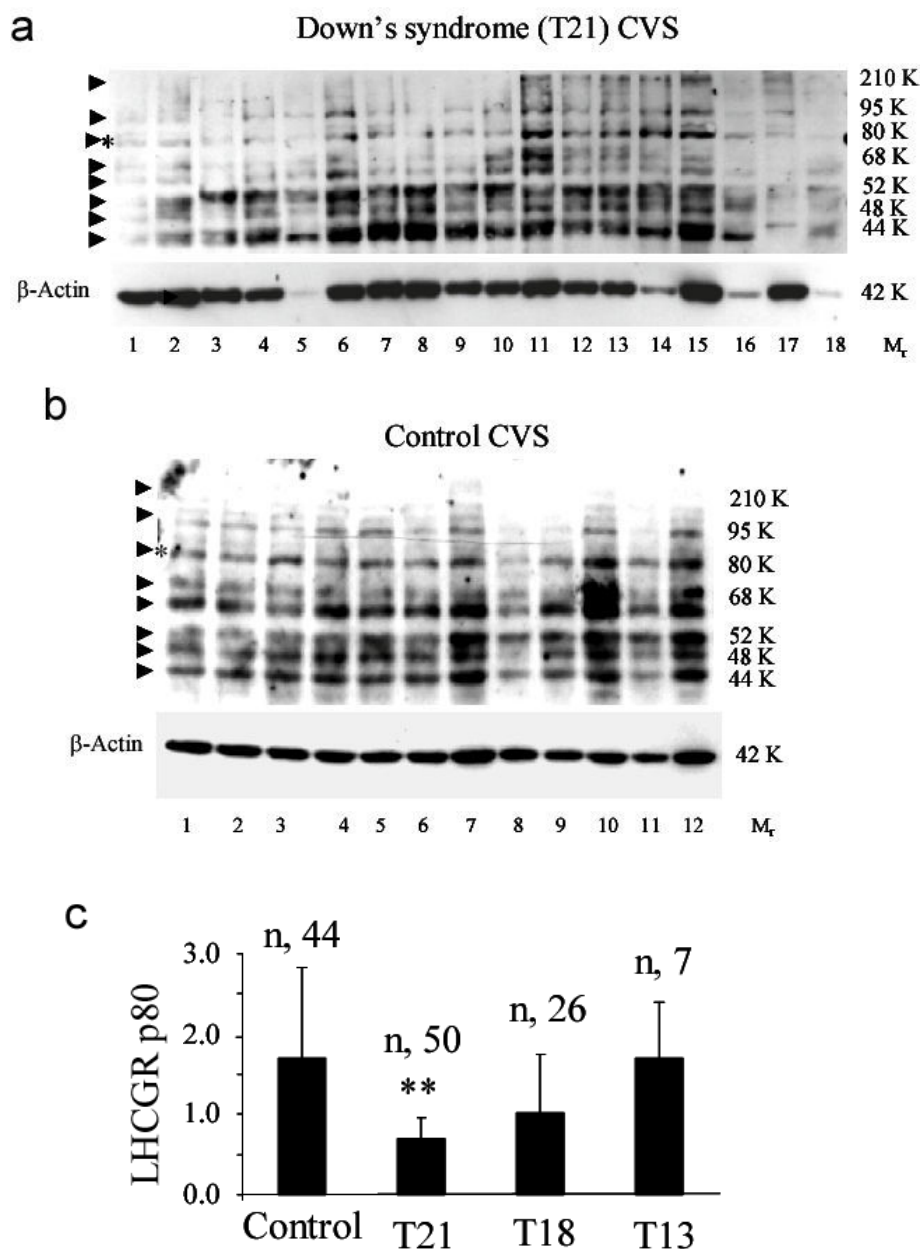 a
Down's syndrome (T21) CVS
210 K
95 K
80 K
*
68 K
52 K
48 K
44 K
β-Actin
42 K
1 2 3 4 5 6 7 8 9 10 11 12 13 14 15 16 17 18 Mr
b
Control CVS
210 K
95 K
*
80 K
68 K
52 K
48 K
44 K
β-Actin
42 K
1 2 3 4 5 6 7 8 9 10 11 12 Mr
c
LHCGR p80
3.0
2.0
1.0
0.0
n, 44
n, 50
**
n, 26
n, 7
Control T21 T18 T13